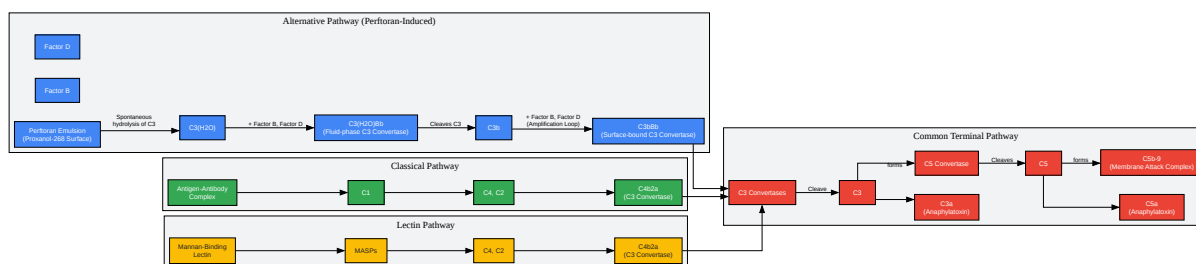 Alternative Pathway (Perftoran-Induced)
Factor D
Factor B
Perftoran Emulsion
(Proxanol-268 Surface)
Spontaneous
hydrolysis of C3
C3(H2O)
+ Factor B, Factor D
C3(H2O)Bb
(Fluid-phase C3 Convertase)
Cleaves C3
C3b
+ Factor B, Factor D
(Amplification Loop)
C3bBb
(Surface-bound C3 Convertase)
Classical Pathway
Antigen-Antibody
Complex
C1
C4, C2
C4b2a
(C3 Convertase)
Lectin Pathway
Mannan-Binding
Lectin
MASPs
C4, C2
C4b2a
(C3 Convertase)
Common Terminal Pathway
C3 Convertases
Cleave
C3
forms
C5 Convertase
Cleaves
C5
forms
C5b-9
(Membrane Attack Complex)
C3a
(Anaphylatoxin)
C5a
(Anaphylatoxin)